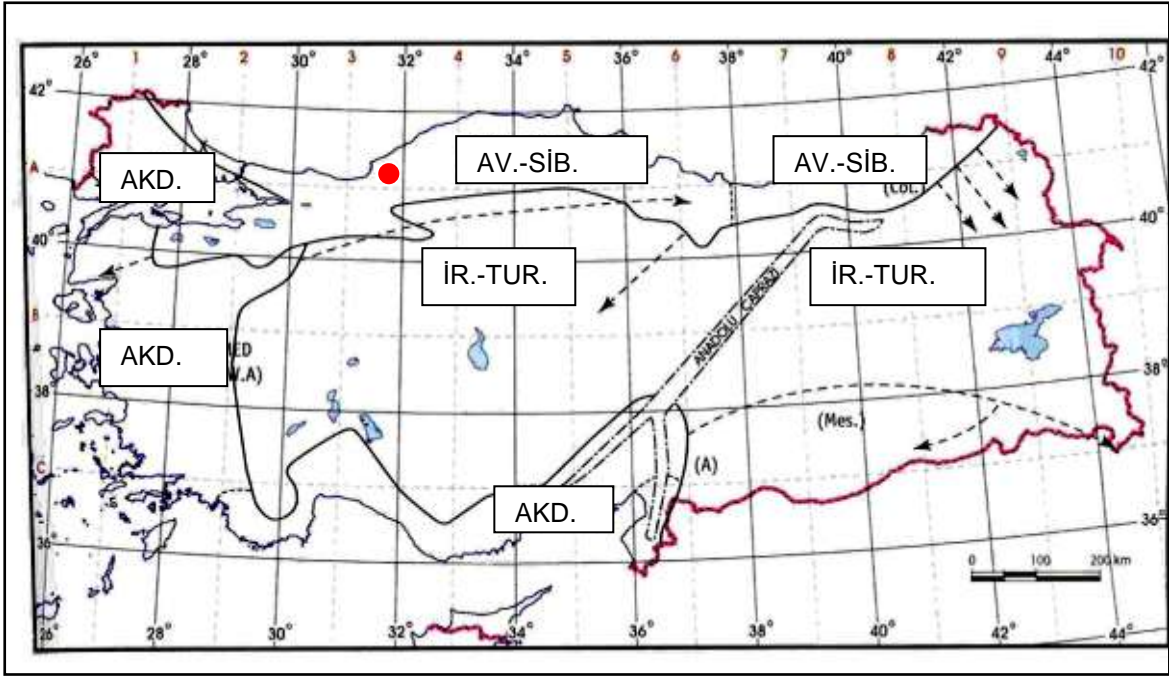 26° 1 28° 2 30° 3 32° 4 34° 5 36° 6 38° 7 40° 8 42° 9 44° 10 42°
42°
A
AKD.
AV.-SİB.
AV.-SİB.
(Col.)
40
40°
İR.-TUR.
İR.-TUR.
ANADOLU ÇAPRAZI
B
AKD.
38
38°
(Mes.)
C
(A)
AKD.
36°
36°
0 100 200 km
26° 28° 30° 32° 34° 36° 38° 40° 42° 44°